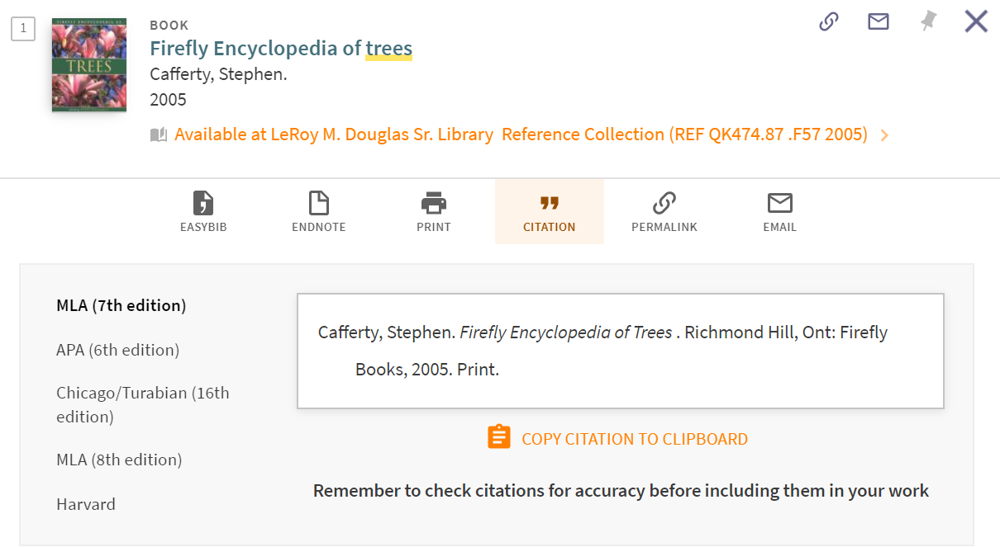 1
FIREFLY ENCYCLOPEDIA OF
TREES
BOOK
Firefly Encyclopedia of trees
Cafferty, Stephen.
2005
Available at LeRoy M. Douglas Sr. Library Reference Collection (REF QK474.87 .F57 2005)
EASYBIB
ENDNOTE
PRINT
CITATION
PERMALINK
EMAIL
MLA (7th edition)
APA (6th edition)
Chicago/Turabian (16th
edition)
MLA (8th edition)
Harvard
Cafferty, Stephen. Firefly Encyclopedia of Trees . Richmond Hill, Ont: Firefly
Books, 2005. Print.
COPY CITATION TO CLIPBOARD
Remember to check citations for accuracy before including them in your work